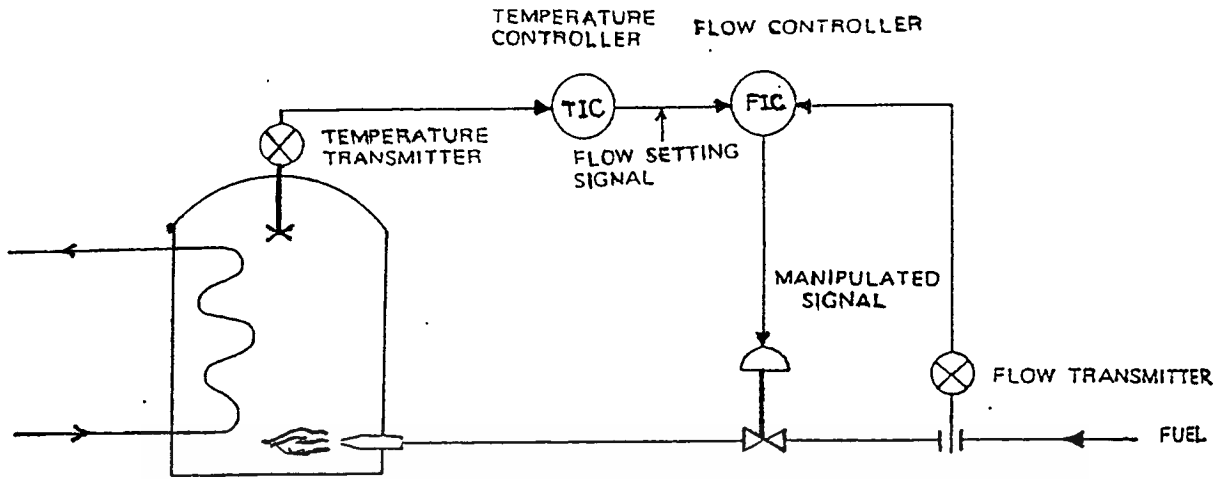 TEMPERATURE
CONTROLLER
FLOW CONTROLLER
TIC
FIC
TEMPERATURE
TRANSMITTER
FLOW SETTING
SIGNAL
MANIPULATED
SIGNAL
FLOW TRANSMITTER
FUEL